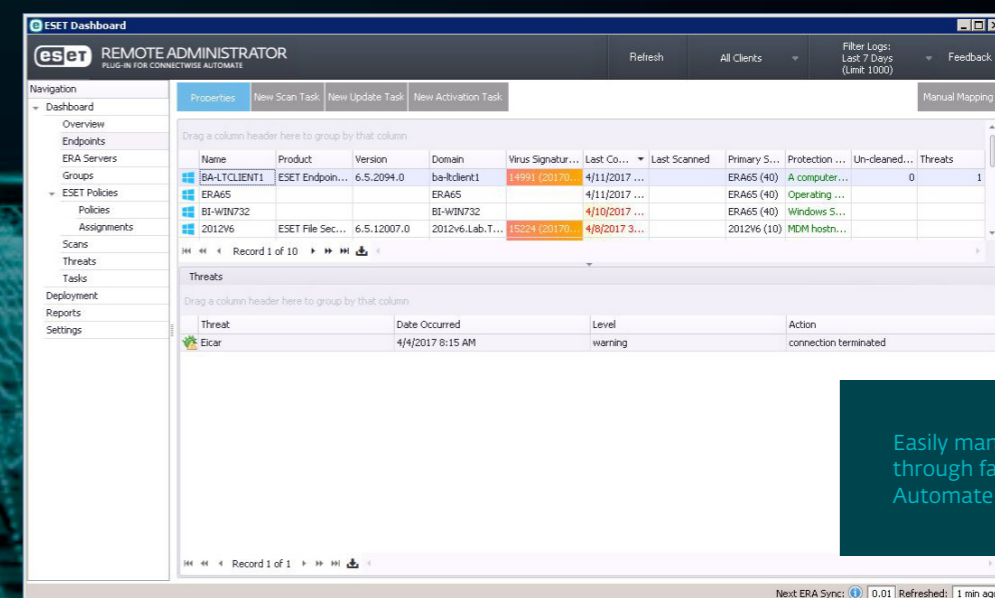 ESET Dashboard
eset REMOTE ADMINISTRATOR
PLUG-IN FOR CONNECTWISE AUTOMATE
Refresh All Clients Filter Logs: Last 7 Days (Limit 1000) Feedback
Navigation
Dashboard
Overview
Endpoints
ERA Servers
Groups
ESET Policies
Policies
Assignments
Scans
Threats
Tasks
Deployment
Reports
Settings
Properties New Scan Task New Update Task New Activation Task Manual Mapping
Drag a column header here to group by that column
Name Product Version Domain Virus Signatur... Last Co... Last Scanned Primary S... Protection ... Un-cleaned... Threats
BA-LTCLIENT1 ESET Endpoin... 6.5.2094.0 ba-ltclient1 14991 (20170... 4/11/2017 ... ERA65 (40) A computer... 0 1
ERA65 ERA65 4/11/2017 ... ERA65 (40) Operating ...
BI-WIN732 BI-WIN732 4/10/2017 ... ERA65 (40) Windows S...
2012V6 ESET File Sec... 6.5.12007.0 2012v6.Lab.T... 15224 (20170... 4/8/2017 3... 2012V6 (10) MDM hostn...
Record 1 of 10
Threats
Drag a column header here to group by that column
Threat Date Occurred Level Action
Eicar 4/4/2017 8:15 AM warning connection terminated
Easily man
through fa
Automate
Record 1 of 1
Next ERA Sync: 0.01 Refreshed: 1 min ago